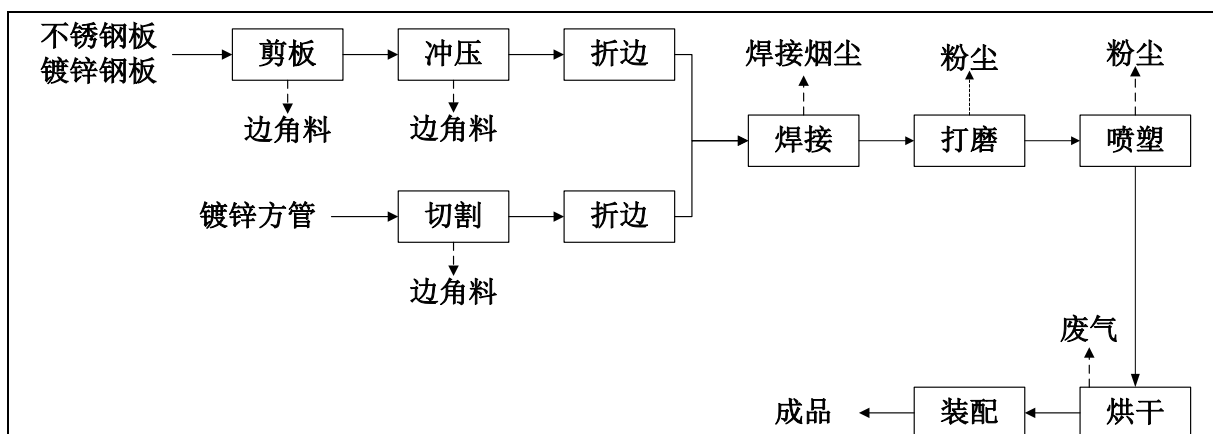 不锈钢板
镀锌钢板
剪板
冲压
折边
边角料
边角料
焊接烟尘
粉尘
粉尘
焊接
打磨
喷塑
镀锌方管
切割
折边
边角料
废气
成品
装配
烘干